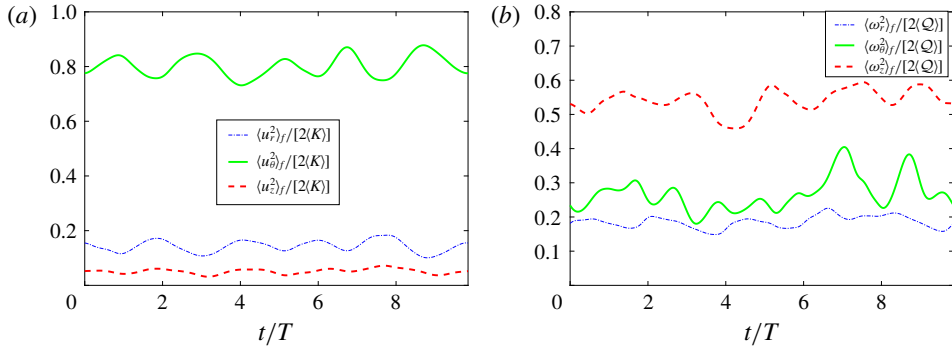 (a)
1.0
0.8
0.6
0.4
0.2
0
2
4
6
8
t/T
⟨u_r^2⟩_f/[2⟨K⟩]
⟨u_θ^2⟩_f/[2⟨K⟩]
⟨u_z^2⟩_f/[2⟨K⟩]
(b)
0.8
0.7
0.6
0.5
0.4
0.3
0.2
0.1
0
2
4
6
8
t/T
⟨ω_r^2⟩_f/[2⟨𝒬⟩]
⟨ω_θ^2⟩_f/[2⟨𝒬⟩]
⟨ω_z^2⟩_f/[2⟨𝒬⟩]